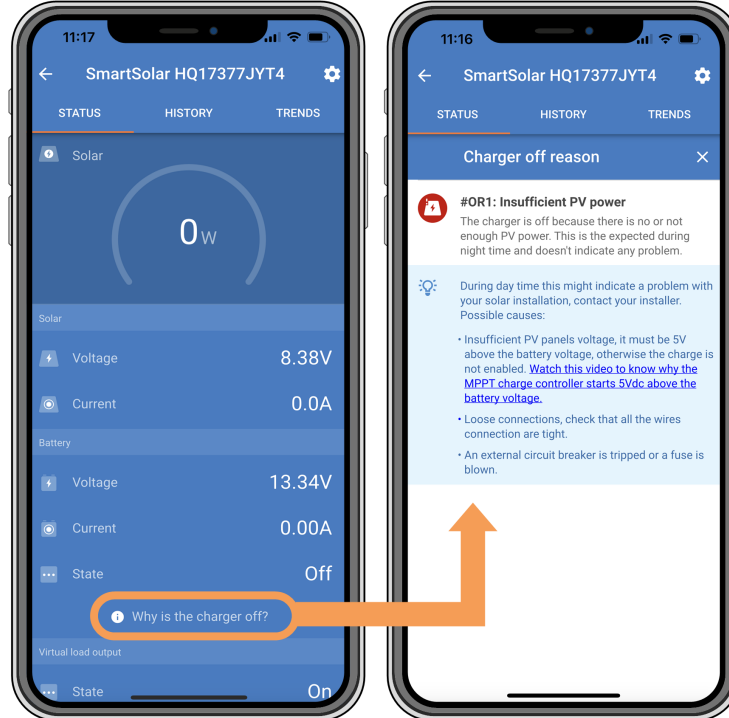 11:17
SmartSolar HQ17377JYT4
STATUS
HISTORY
TRENDS
Solar
0W
Solar
Voltage
8.38V
Current
0.0A
Battery
Voltage
13.34V
Current
0.00A
State
Off
Why is the charger off?
Virtual load output
State
On
11:16
SmartSolar HQ17377JYT4
STATUS
HISTORY
TRENDS
Charger off reason
#OR1: Insufficient PV power
The charger is off because there is no or not
enough PV power. This is the expected during
night time and doesn't indicate any problem.
During day time this might indicate a problem with
your solar installation, contact your installer.
Possible causes:
• Insufficient PV panels voltage, it must be 5V
above the battery voltage, otherwise the charge is
not enabled. Watch this video to know why the
MPPT charge controller starts 5Vdc above the
battery voltage.
• Loose connections, check that all the wires
connection are tight.
• An external circuit breaker is tripped or a fuse is
blown.